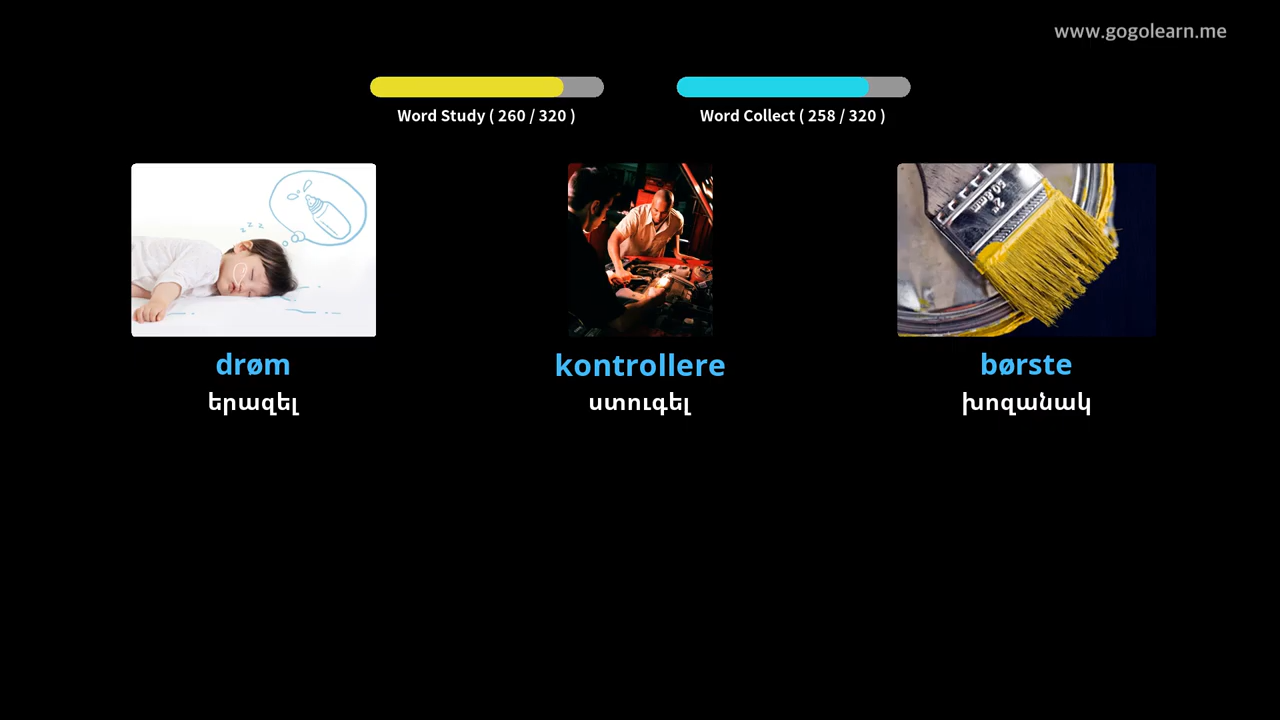 www.gogolearn.me
Word Study ( 260 / 320 )
Word Collect ( 258 / 320 )
drøm
երազել
kontrollere
ստուգել
børste
խոզանակ